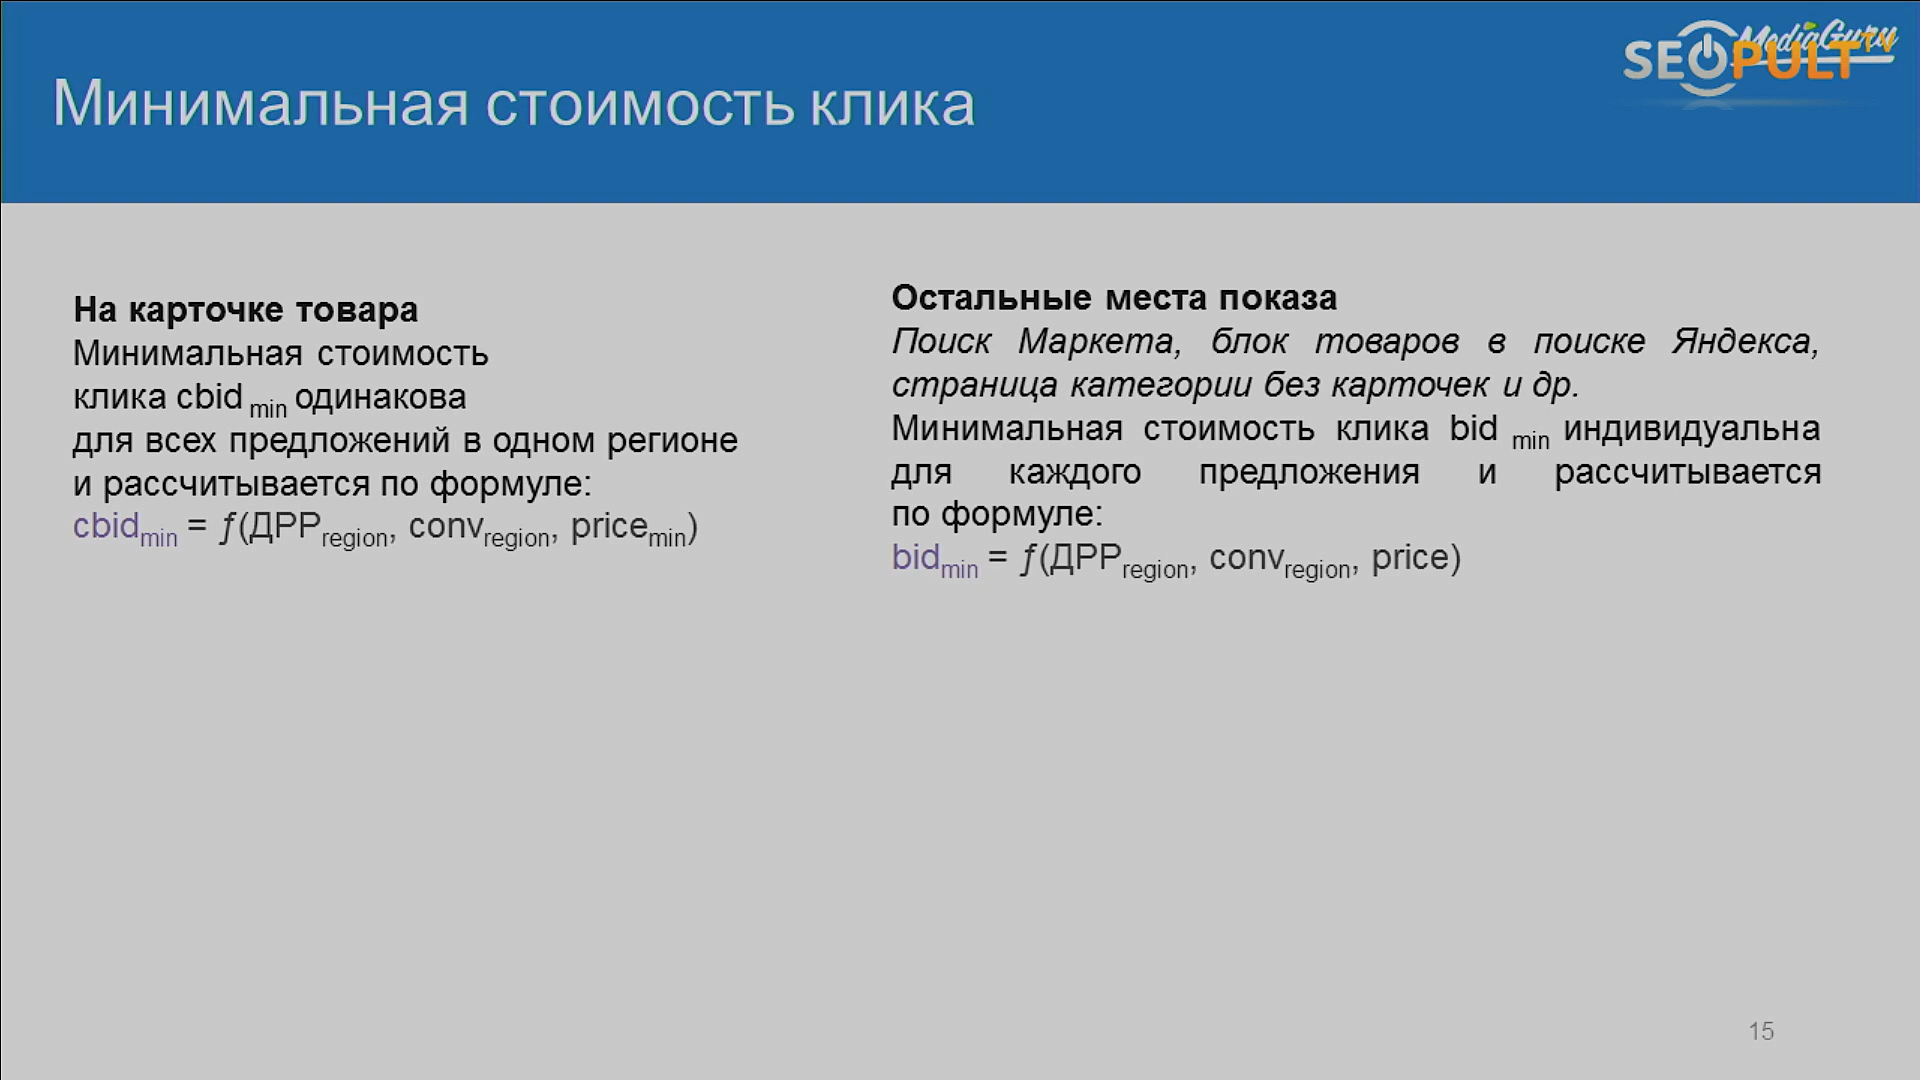 Минимальная стоимость клика
MediaGuru
SEOPULT TV
На карточке товара
Минимальная стоимость
клика cbid min одинакова
для всех предложений в одном регионе
и рассчитывается по формуле:
cbidmin = ƒ(ДРРregion, convregion, pricemin)
Остальные места показа
Поиск Маркета, блок товаров в поиске Яндекса,
страница категории без карточек и др.
Минимальная стоимость клика bid min индивидуальна
для каждого предложения и рассчитывается
по формуле:
bidmin = ƒ(ДРРregion, convregion, price)
15